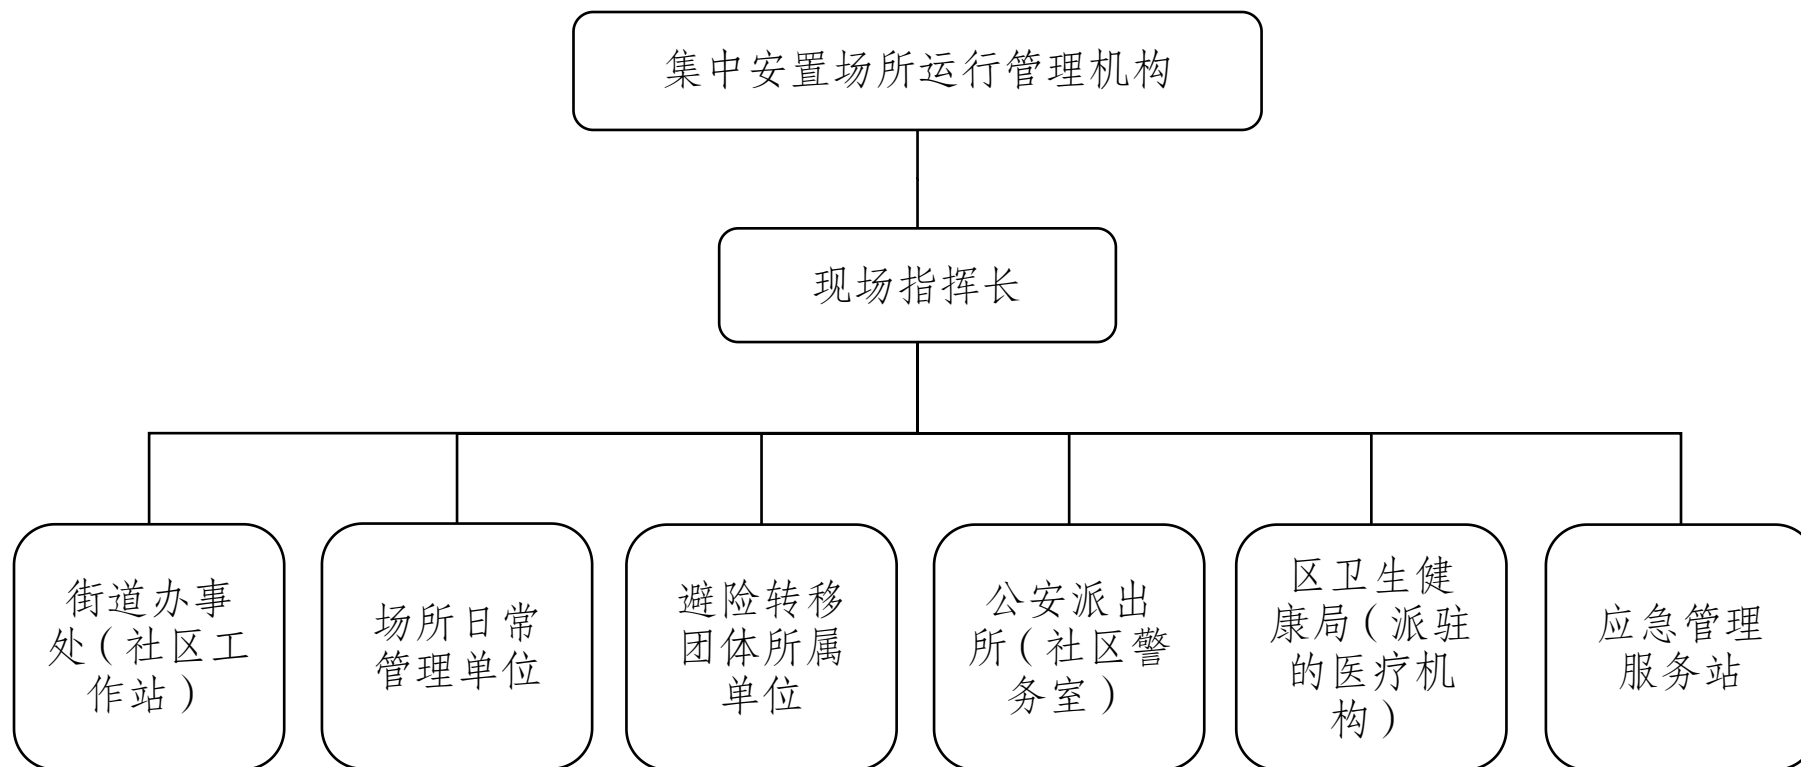 集中安置场所运行管理机构
现场指挥长
街道办事
处（社区工
作站）
场所日常
管理单位
避险转移
团体所属
单位
公安派出
所（社区警
务室）
区卫生健
康局（派驻
的医疗机
构）
应急管理
服务站